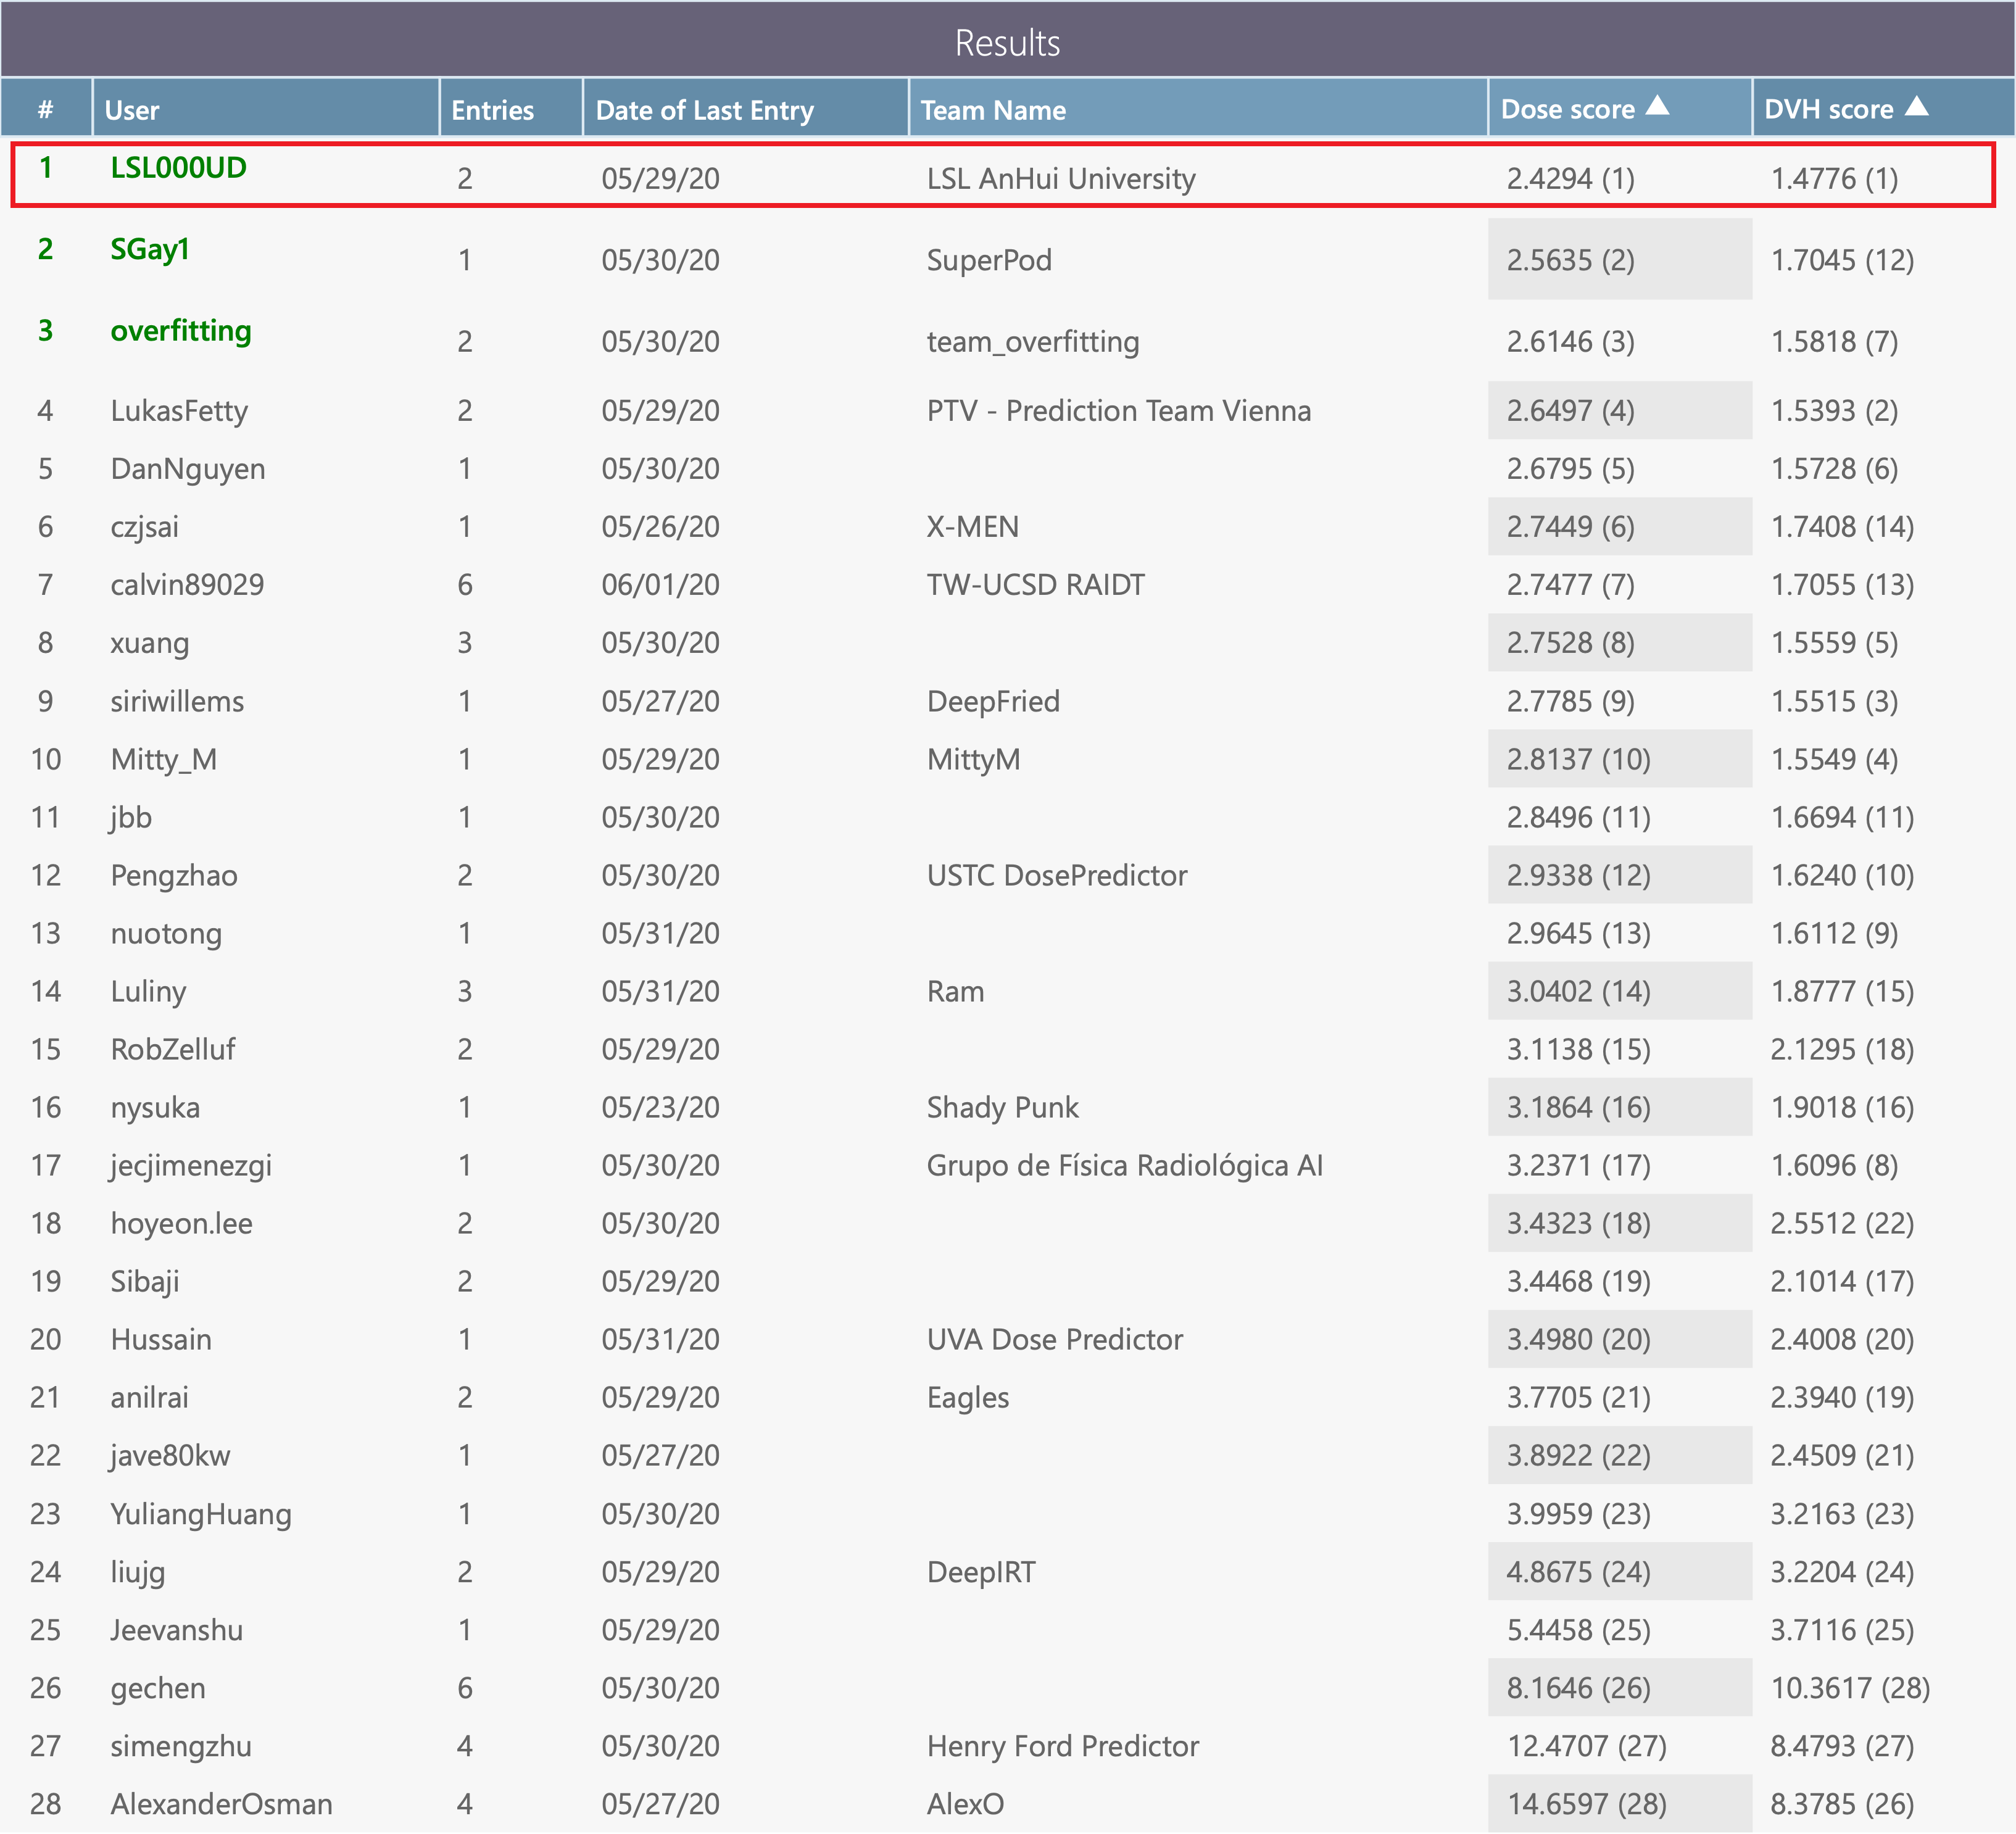 Results
# User Entries Date of Last Entry Team Name Dose score ▲ DVH score ▲
1 LSL000UD 2 05/29/20 LSL AnHui University 2.4294 (1) 1.4776 (1)
2 SGay1 1 05/30/20 SuperPod 2.5635 (2) 1.7045 (12)
3 overfitting 2 05/30/20 team_overfitting 2.6146 (3) 1.5818 (7)
4 LukasFetty 2 05/29/20 PTV - Prediction Team Vienna 2.6497 (4) 1.5393 (2)
5 DanNguyen 1 05/30/20 2.6795 (5) 1.5728 (6)
6 czjsai 1 05/26/20 X-MEN 2.7449 (6) 1.7408 (14)
7 calvin89029 6 06/01/20 TW-UCSD RAIDT 2.7477 (7) 1.7055 (13)
8 xuang 3 05/30/20 2.7528 (8) 1.5559 (5)
9 siriwillems 1 05/27/20 DeepFried 2.7785 (9) 1.5515 (3)
10 Mitty_M 1 05/29/20 MittyM 2.8137 (10) 1.5549 (4)
11 jbb 1 05/30/20 2.8496 (11) 1.6694 (11)
12 Pengzhao 2 05/30/20 USTC DosePredictor 2.9338 (12) 1.6240 (10)
13 nuotong 1 05/31/20 2.9645 (13) 1.6112 (9)
14 Luliny 3 05/31/20 Ram 3.0402 (14) 1.8777 (15)
15 RobZelluf 2 05/29/20 3.1138 (15) 2.1295 (18)
16 nysuka 1 05/23/20 Shady Punk 3.1864 (16) 1.9018 (16)
17 jecjimenezgi 1 05/30/20 Grupo de Física Radiológica AI 3.2371 (17) 1.6096 (8)
18 hoyeon.lee 2 05/30/20 3.4323 (18) 2.5512 (22)
19 Sibaji 2 05/29/20 3.4468 (19) 2.1014 (17)
20 Hussain 1 05/31/20 UVA Dose Predictor 3.4980 (20) 2.4008 (20)
21 anilrai 2 05/29/20 Eagles 3.7705 (21) 2.3940 (19)
22 jave80kw 1 05/27/20 3.8922 (22) 2.4509 (21)
23 YuliangHuang 1 05/30/20 3.9959 (23) 3.2163 (23)
24 liujg 2 05/29/20 DeepIRT 4.8675 (24) 3.2204 (24)
25 Jeevanshu 1 05/29/20 5.4458 (25) 3.7116 (25)
26 gechen 6 05/30/20 8.1646 (26) 10.3617 (28)
27 simengzhu 4 05/30/20 Henry Ford Predictor 12.4707 (27) 8.4793 (27)
28 AlexanderOsman 4 05/27/20 AlexO 14.6597 (28) 8.3785 (26)